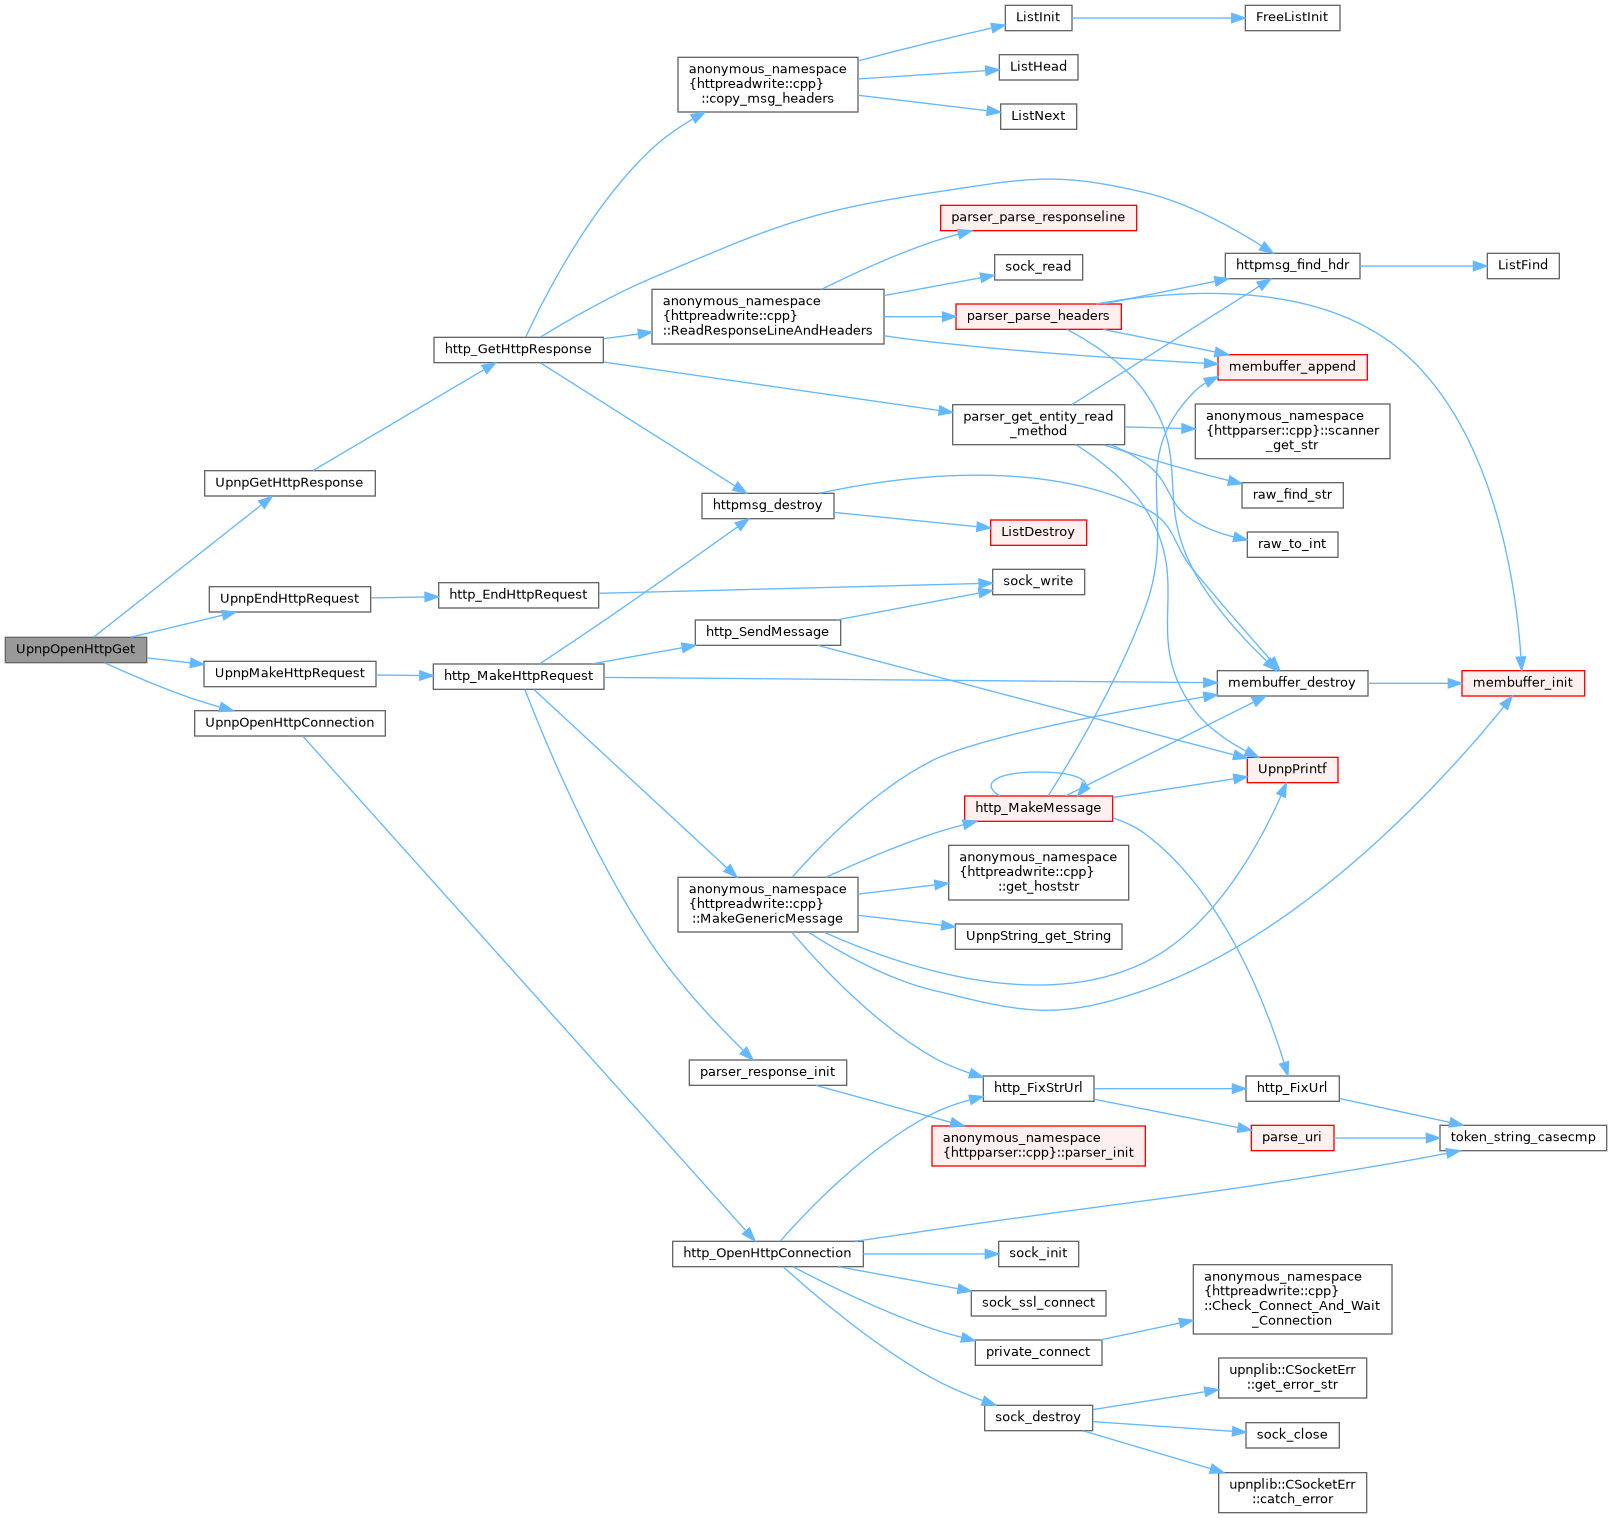 UpnpOpenHttpGet
UpnpGetHttpResponse
http_GetHttpResponse
anonymous_namespace
{httpreadwrite::cpp}
::copy_msg_headers
ListInit
FreeListInit
ListHead
ListNext
httpmsg_find_hdr
ListFind
anonymous_namespace
{httpreadwrite::cpp}
::ReadResponseLineAndHeaders
parser_parse_responseline
sock_read
parser_parse_headers
membuffer_append
parser_get_entity_read
_method
anonymous_namespace
{httpparser::cpp}::scanner
_get_str
raw_find_str
raw_to_int
httpmsg_destroy
ListDestroy
UpnpEndHttpRequest
http_EndHttpRequest
sock_write
UpnpMakeHttpRequest
http_MakeHttpRequest
http_SendMessage
membuffer_destroy
membuffer_init
UpnpPrintf
http_MakeMessage
anonymous_namespace
{httpreadwrite::cpp}
::MakeGenericMessage
anonymous_namespace
{httpreadwrite::cpp}
::get_hoststr
UpnpString_get_String
parser_response_init
anonymous_namespace
{httpparser::cpp}::parser_init
http_FixStrUrl
http_FixUrl
parse_uri
token_string_casecmp
UpnpOpenHttpConnection
http_OpenHttpConnection
sock_init
sock_ssl_connect
private_connect
anonymous_namespace
{httpreadwrite::cpp}
::Check_Connect_And_Wait
_Connection
sock_destroy
upnplib::CSocketErr
::get_error_str
sock_close
upnplib::CSocketErr
::catch_error